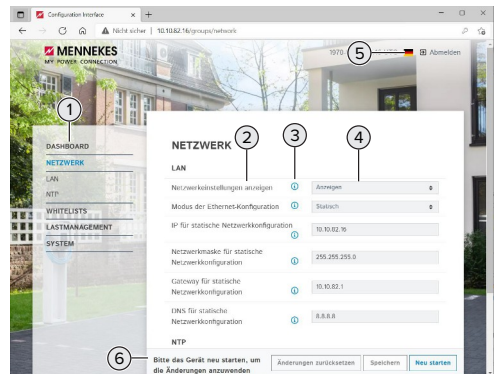 Configuration Interface
Nicht sicher | 10.10.82.16/groups/network
MENNEKES
MY POWER CONNECTION
1970-
5
Abmelden
1
2
3
4
DASHBOARD
NETZWERK
LAN
NTP
WHITELISTS
LASTMANAGEMENT
SYSTEM
NETZWERK
LAN
Netzwerkeinstellungen anzeigen
Anzeigen
Modus der Ethernet-Konfiguration
Statisch
IP für statische Netzwerkkonfiguration
10.10.82.16
Netzwerkmaske für statische
Netzwerkkonfiguration
255.255.255.0
Gateway für statische
Netzwerkkonfiguration
10.10.82.1
DNS für statische
Netzwerkkonfiguration
8.8.8.8
NTP
6
Bitte das Gerät neu starten, um
die Änderungen anzuwenden
Änderungen zurücksetzen
Speichern
Neu starten